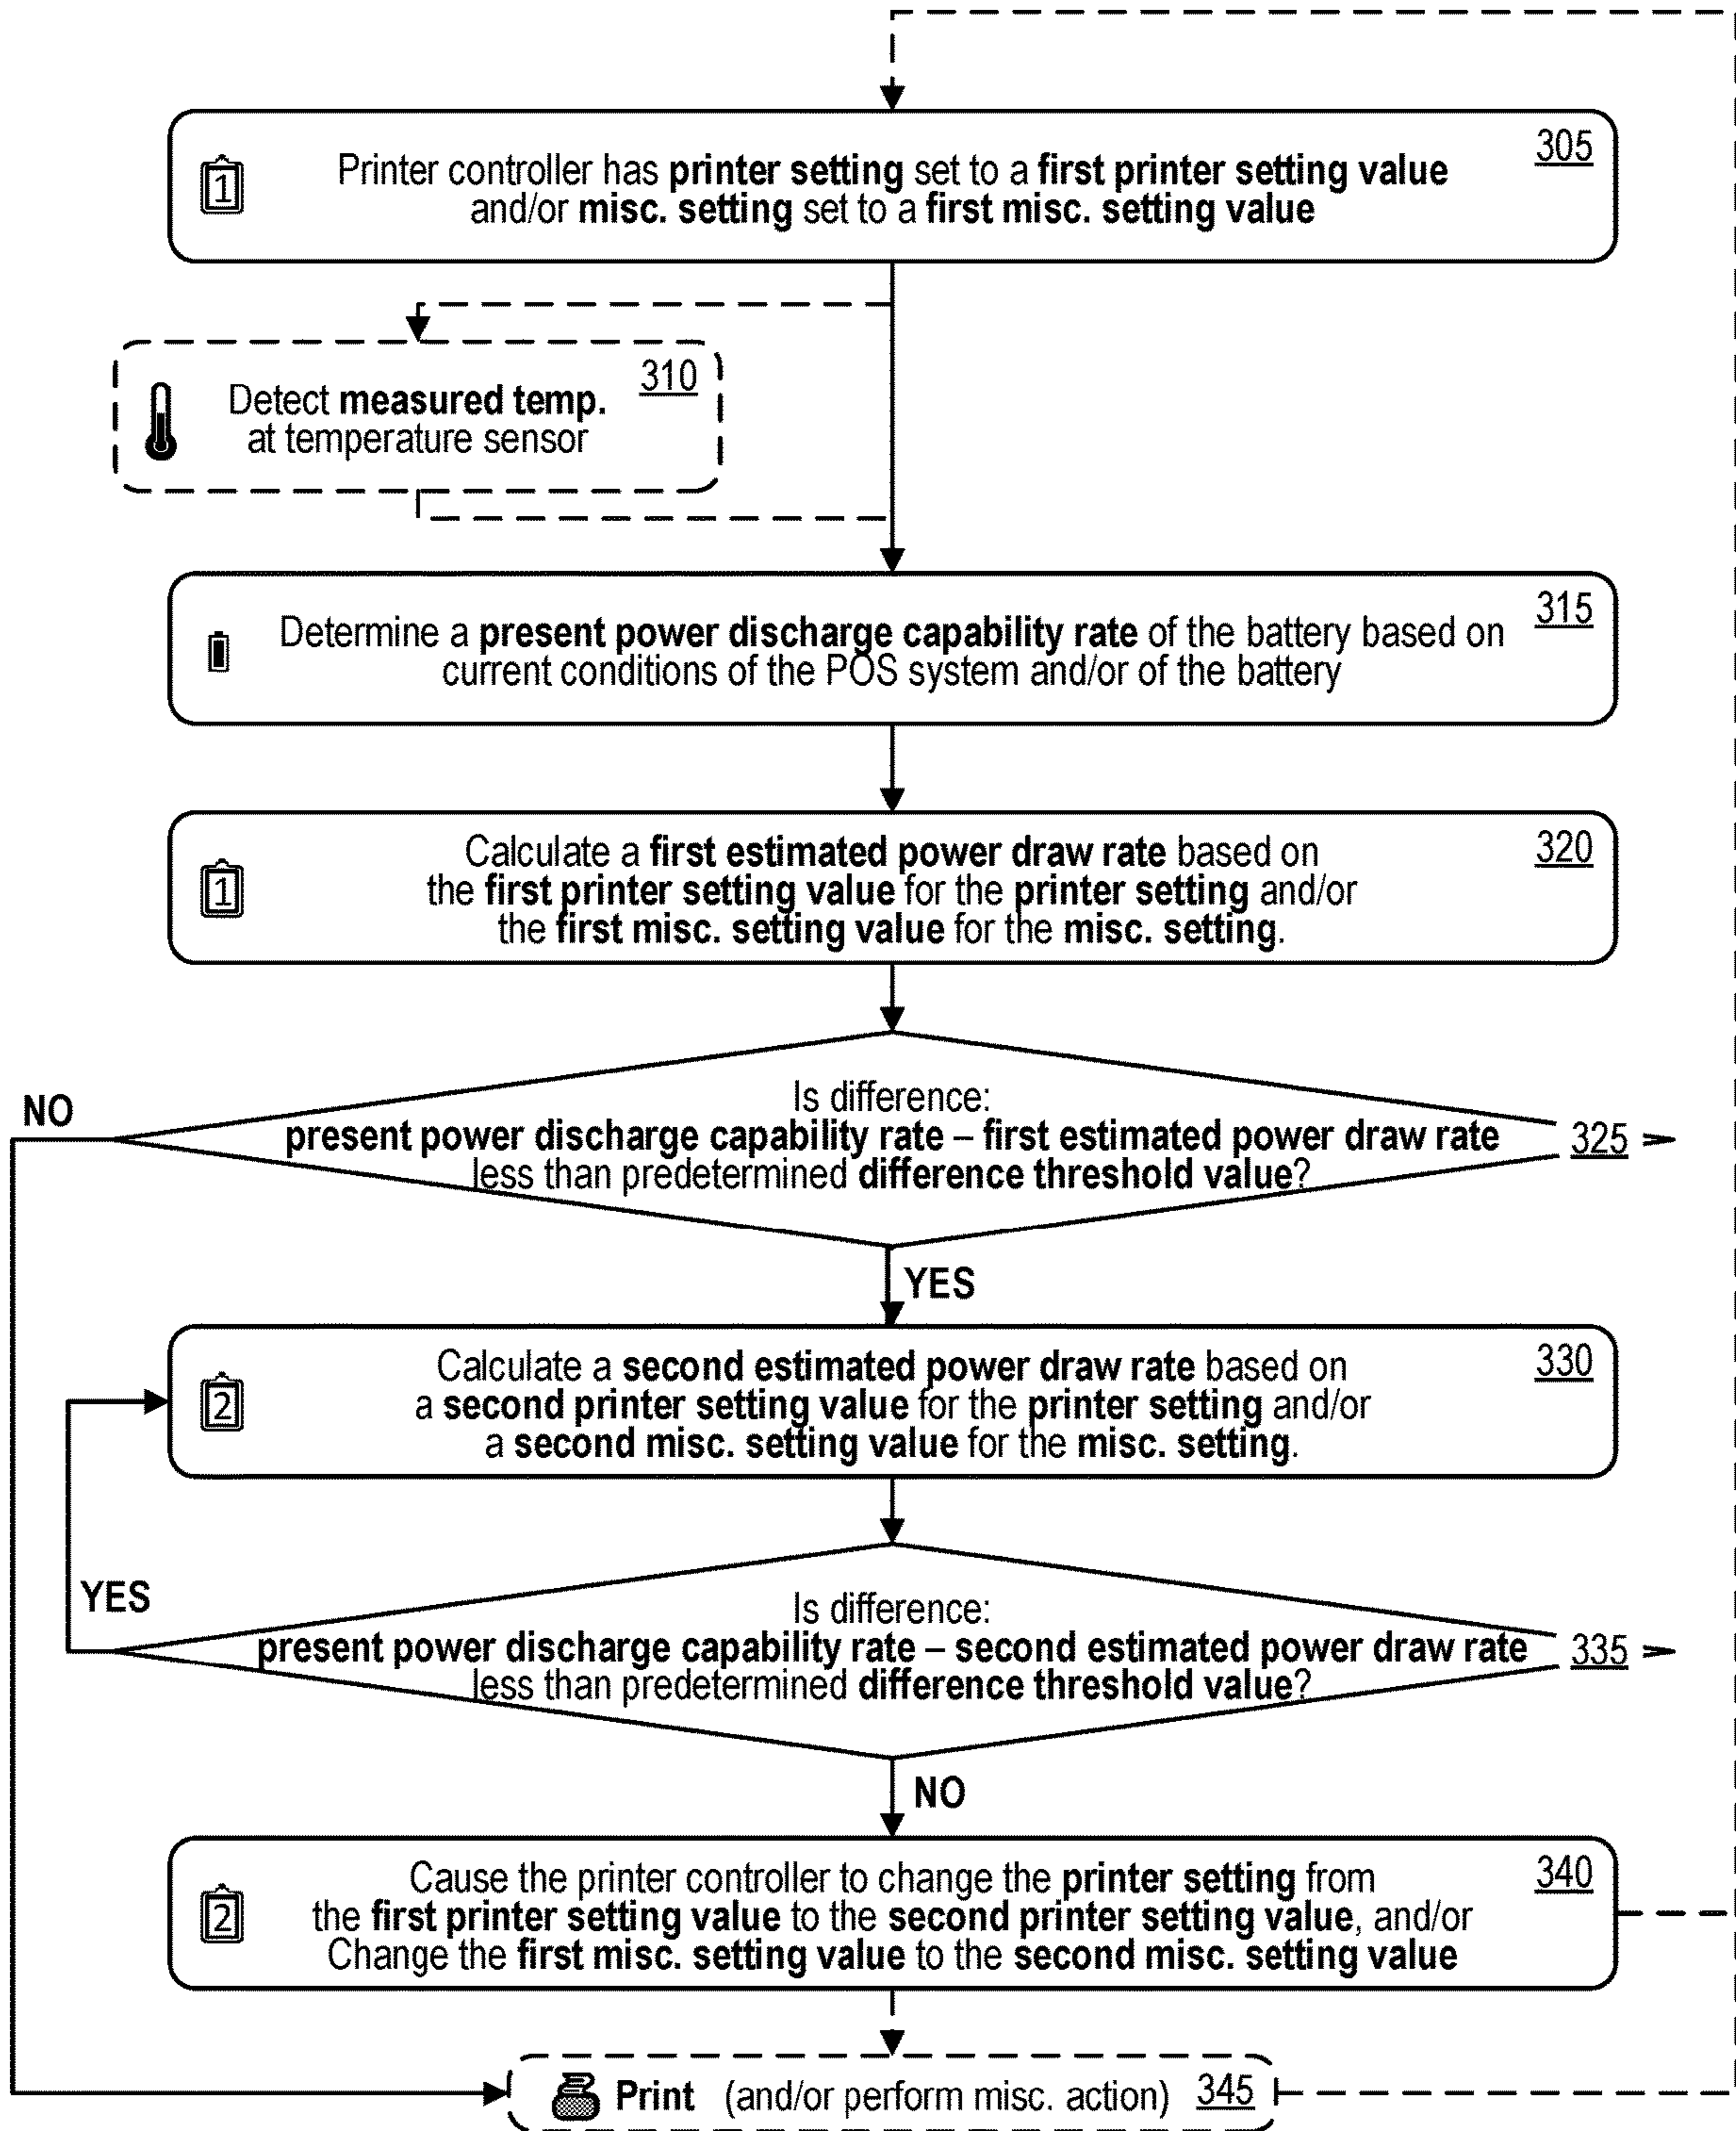 305
1 Printer controller has printer setting set to a first printer setting value
and/or misc. setting set to a first misc. setting value
310
Detect measured temp.
at temperature sensor
315
Determine a present power discharge capability rate of the battery based on
current conditions of the POS system and/or of the battery
320
Calculate a first estimated power draw rate based on
1 the first printer setting value for the printer setting and/or
the first misc. setting value for the misc. setting.
NO
Is difference:
present power discharge capability rate – first estimated power draw rate
325
less than predetermined difference threshold value?
YES
330
Calculate a second estimated power draw rate based on
2 a second printer setting value for the printer setting and/or
a second misc. setting value for the misc. setting.
YES
Is difference:
present power discharge capability rate – second estimated power draw rate
335
less than predetermined difference threshold value?
NO
340
Cause the printer controller to change the printer setting from
2 the first printer setting value to the second printer setting value, and/or
Change the first misc. setting value to the second misc. setting value
Print (and/or perform misc. action) 345